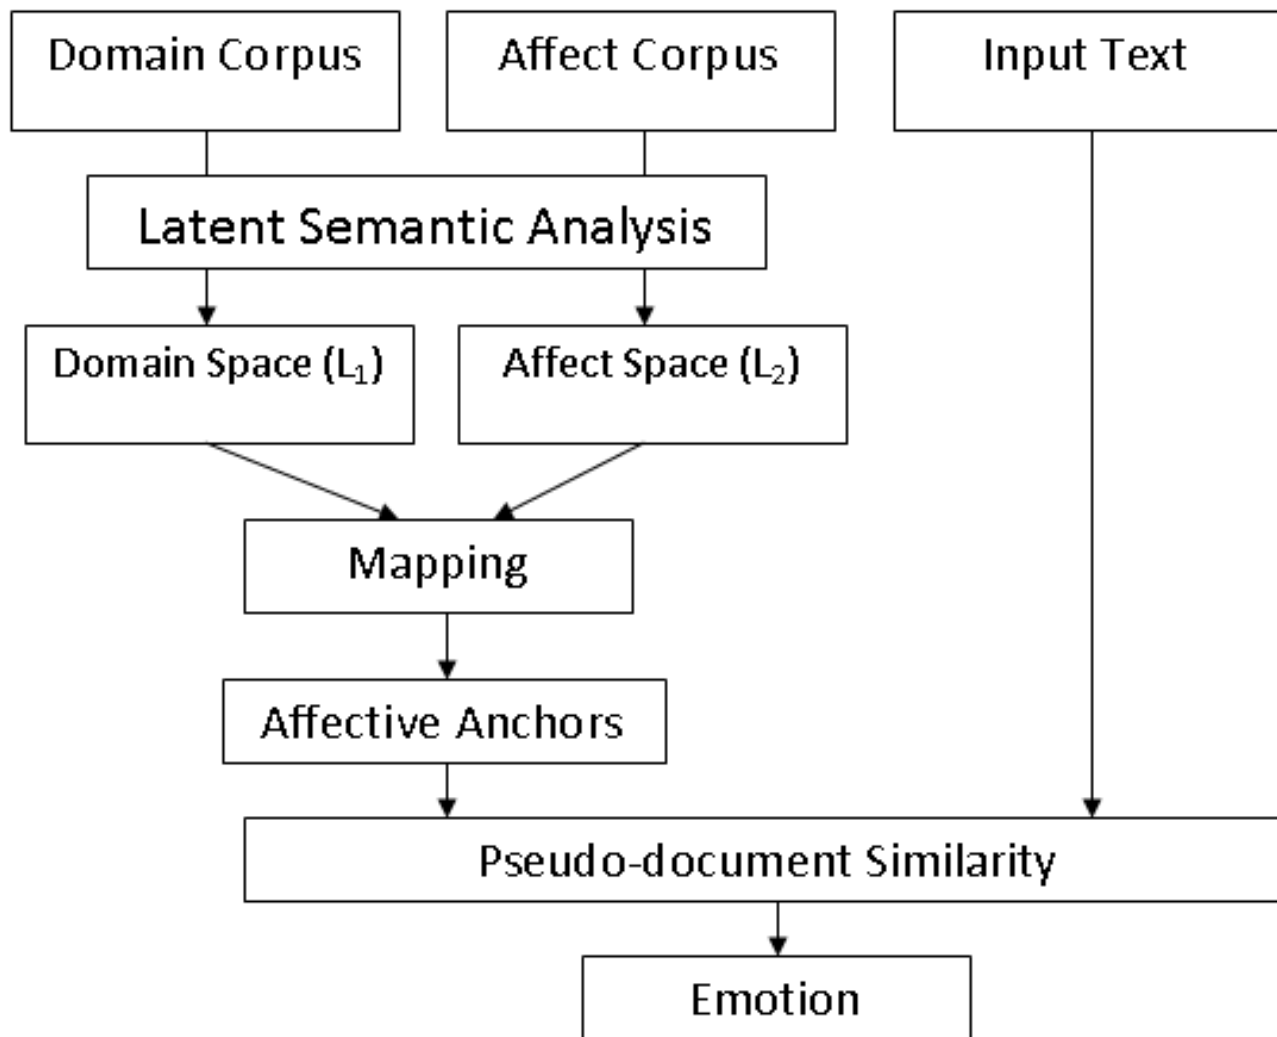 Domain Corpus
Affect Corpus
Input Text
Latent Semantic Analysis
Domain Space (L₁)
Affect Space (L₂)
Mapping
Affective Anchors
Pseudo-document Similarity
Emotion